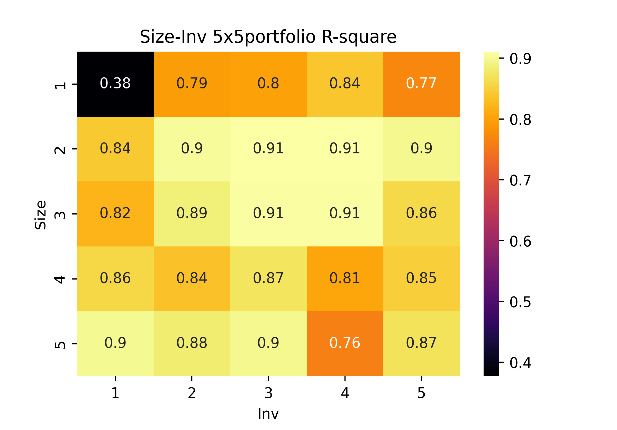 Size-Inv 5x5portfolio R-square
1 0.38 0.79 0.8 0.84 0.77
2 0.84 0.9 0.91 0.91 0.9
3 0.82 0.89 0.91 0.91 0.86
4 0.86 0.84 0.87 0.81 0.85
5 0.9 0.88 0.9 0.76 0.87
Size
1 2 3 4 5
Inv
0.9
0.8
0.7
0.6
0.5
0.4